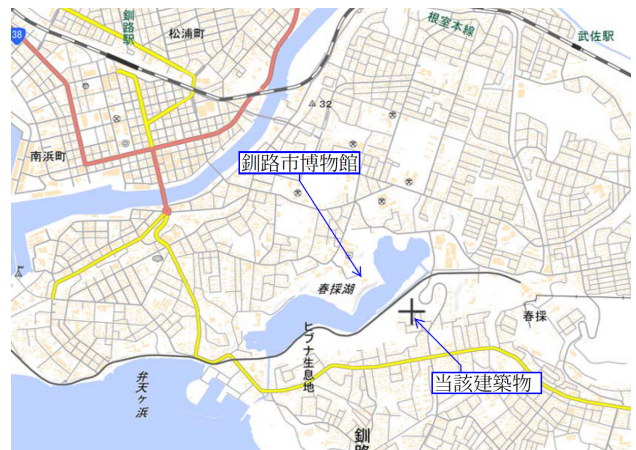 38
釧路駅
松浦町
根室本線
武佐駅
32
南浜町
釧路市博物館
春採湖
春採
ヒブナ生息地
弁天ヶ浜
当該建築物
釧路